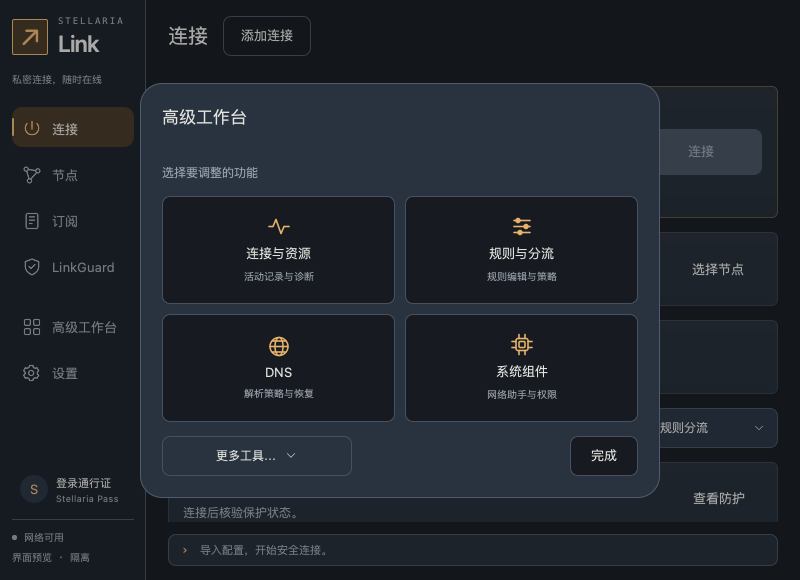 STELLARIA
Link
私密连接，随时在线
连接
节点
订阅
LinkGuard
高级工作台
设置
S
登录通行证
Stellaria Pass
网络可用
界面预览 · 隔离
连接
添加连接
连接
选择节点
规则分流
查看防护
连接后核验保护状态。
导入配置，开始安全连接。
高级工作台
选择要调整的功能
连接与资源
活动记录与诊断
规则与分流
规则编辑与策略
DNS
解析策略与恢复
系统组件
网络助手与权限
更多工具...
完成